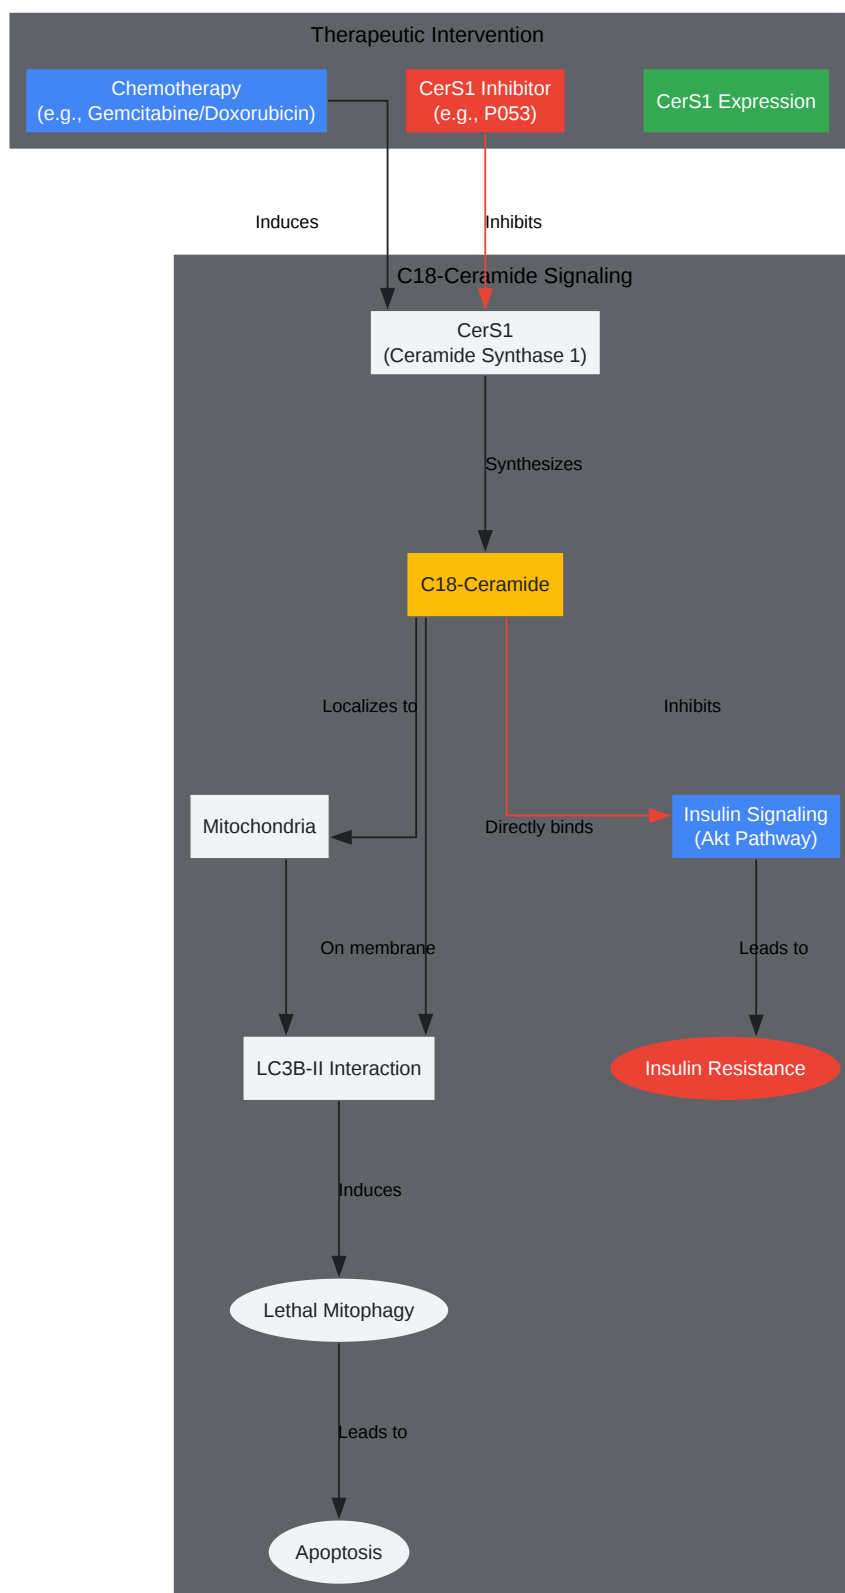 Therapeutic Intervention
Chemotherapy
(e.g., Gemcitabine/Doxorubicin)
CerS1 Inhibitor
(e.g., P053)
CerS1 Expression
Induces
Inhibits
C18-Ceramide Signaling
CerS1
(Ceramide Synthase 1)
Synthesizes
C18-Ceramide
Localizes to
Inhibits
Mitochondria
Directly binds
Insulin Signaling
(Akt Pathway)
On membrane
Leads to
LC3B-II Interaction
Insulin Resistance
Induces
Lethal Mitophagy
Leads to
Apoptosis